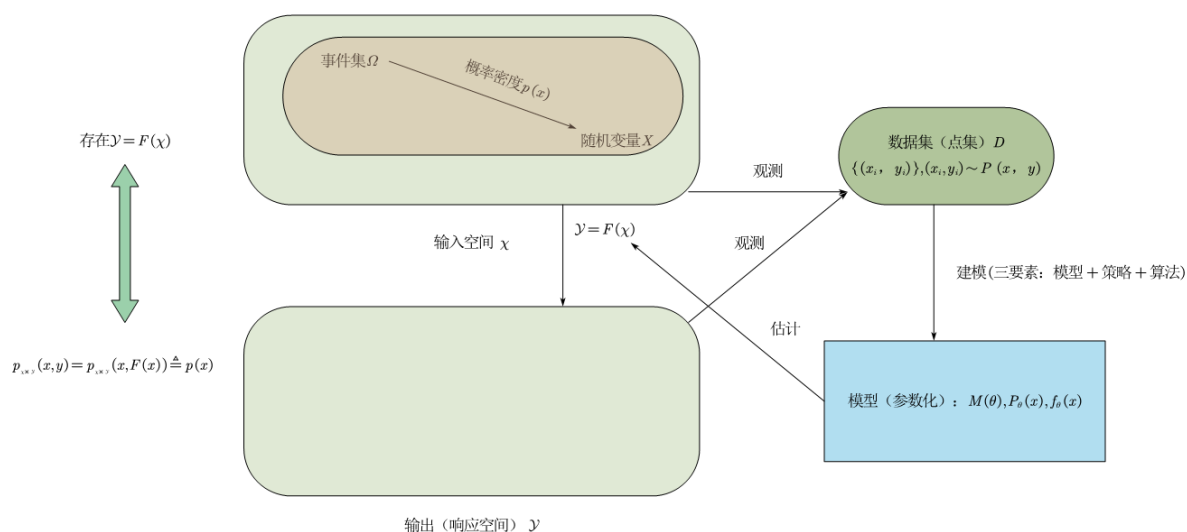 事件集Ω
概率密度p(x)
随机变量X
存在𝒴=F(χ)
数据集（点集）D
{(xᵢ，yᵢ)},(xᵢ,yᵢ)~P（x，y)
观测
输入空间 χ
𝒴=F(χ)
观测
建模(三要素：模型+策略+算法)
估计
p_{x×y}(x,y)=p_{x×y}(x,F(x))≜p(x)
模型（参数化）：M(θ),P_θ(x),f_θ(x)
输出（响应空间）𝒴